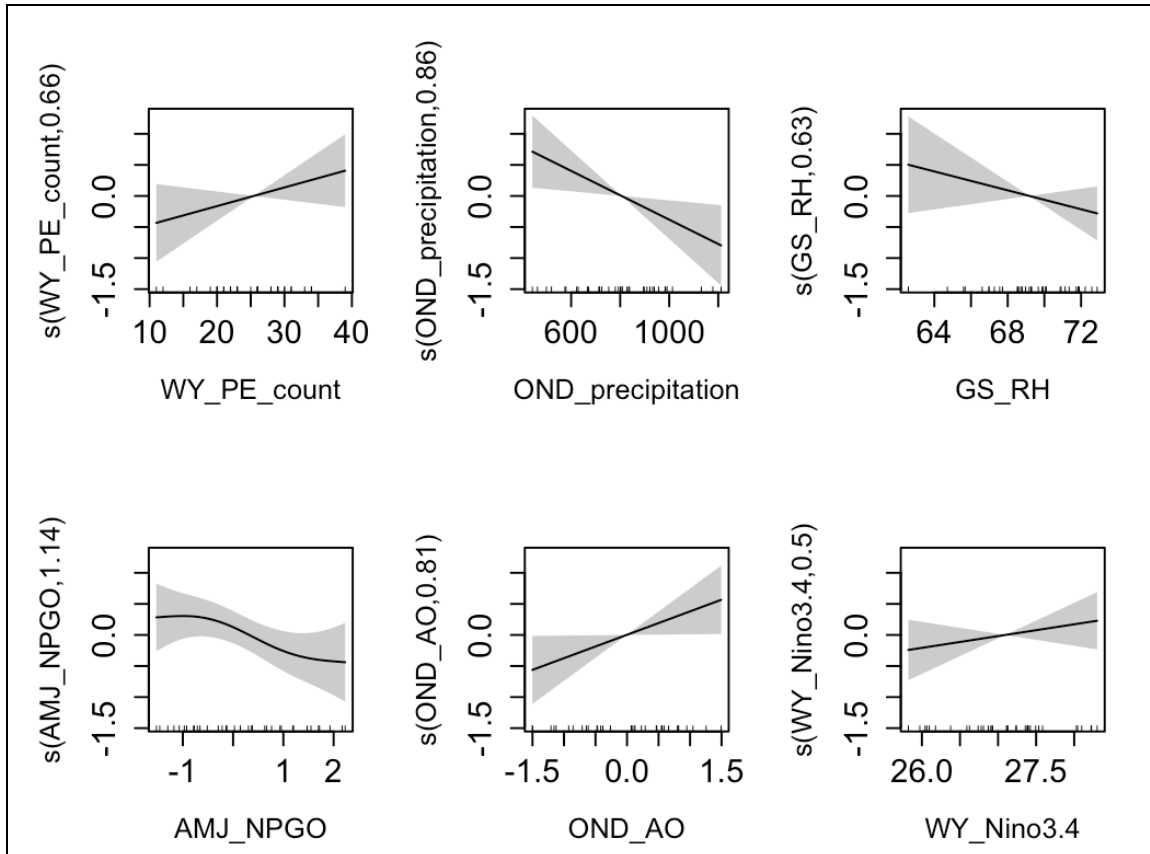 s(WY_PE_count,0.66)
0.0
-1.5
10 20 30 40
WY_PE_count
s(OND_precipitation,0.86)
0.0
-1.5
600 1000
OND_precipitation
s(GS_RH,0.63)
0.0
-1.5
64 68 72
GS_RH
s(AMJ_NPGO,1.14)
0.0
-1.5
-1 1 2
AMJ_NPGO
s(OND_AO,0.81)
0.0
-1.5
-1.5 0.0 1.5
OND_AO
s(WY_Nino3.4,0.5)
0.0
-1.5
26.0 27.5
WY_Nino3.4